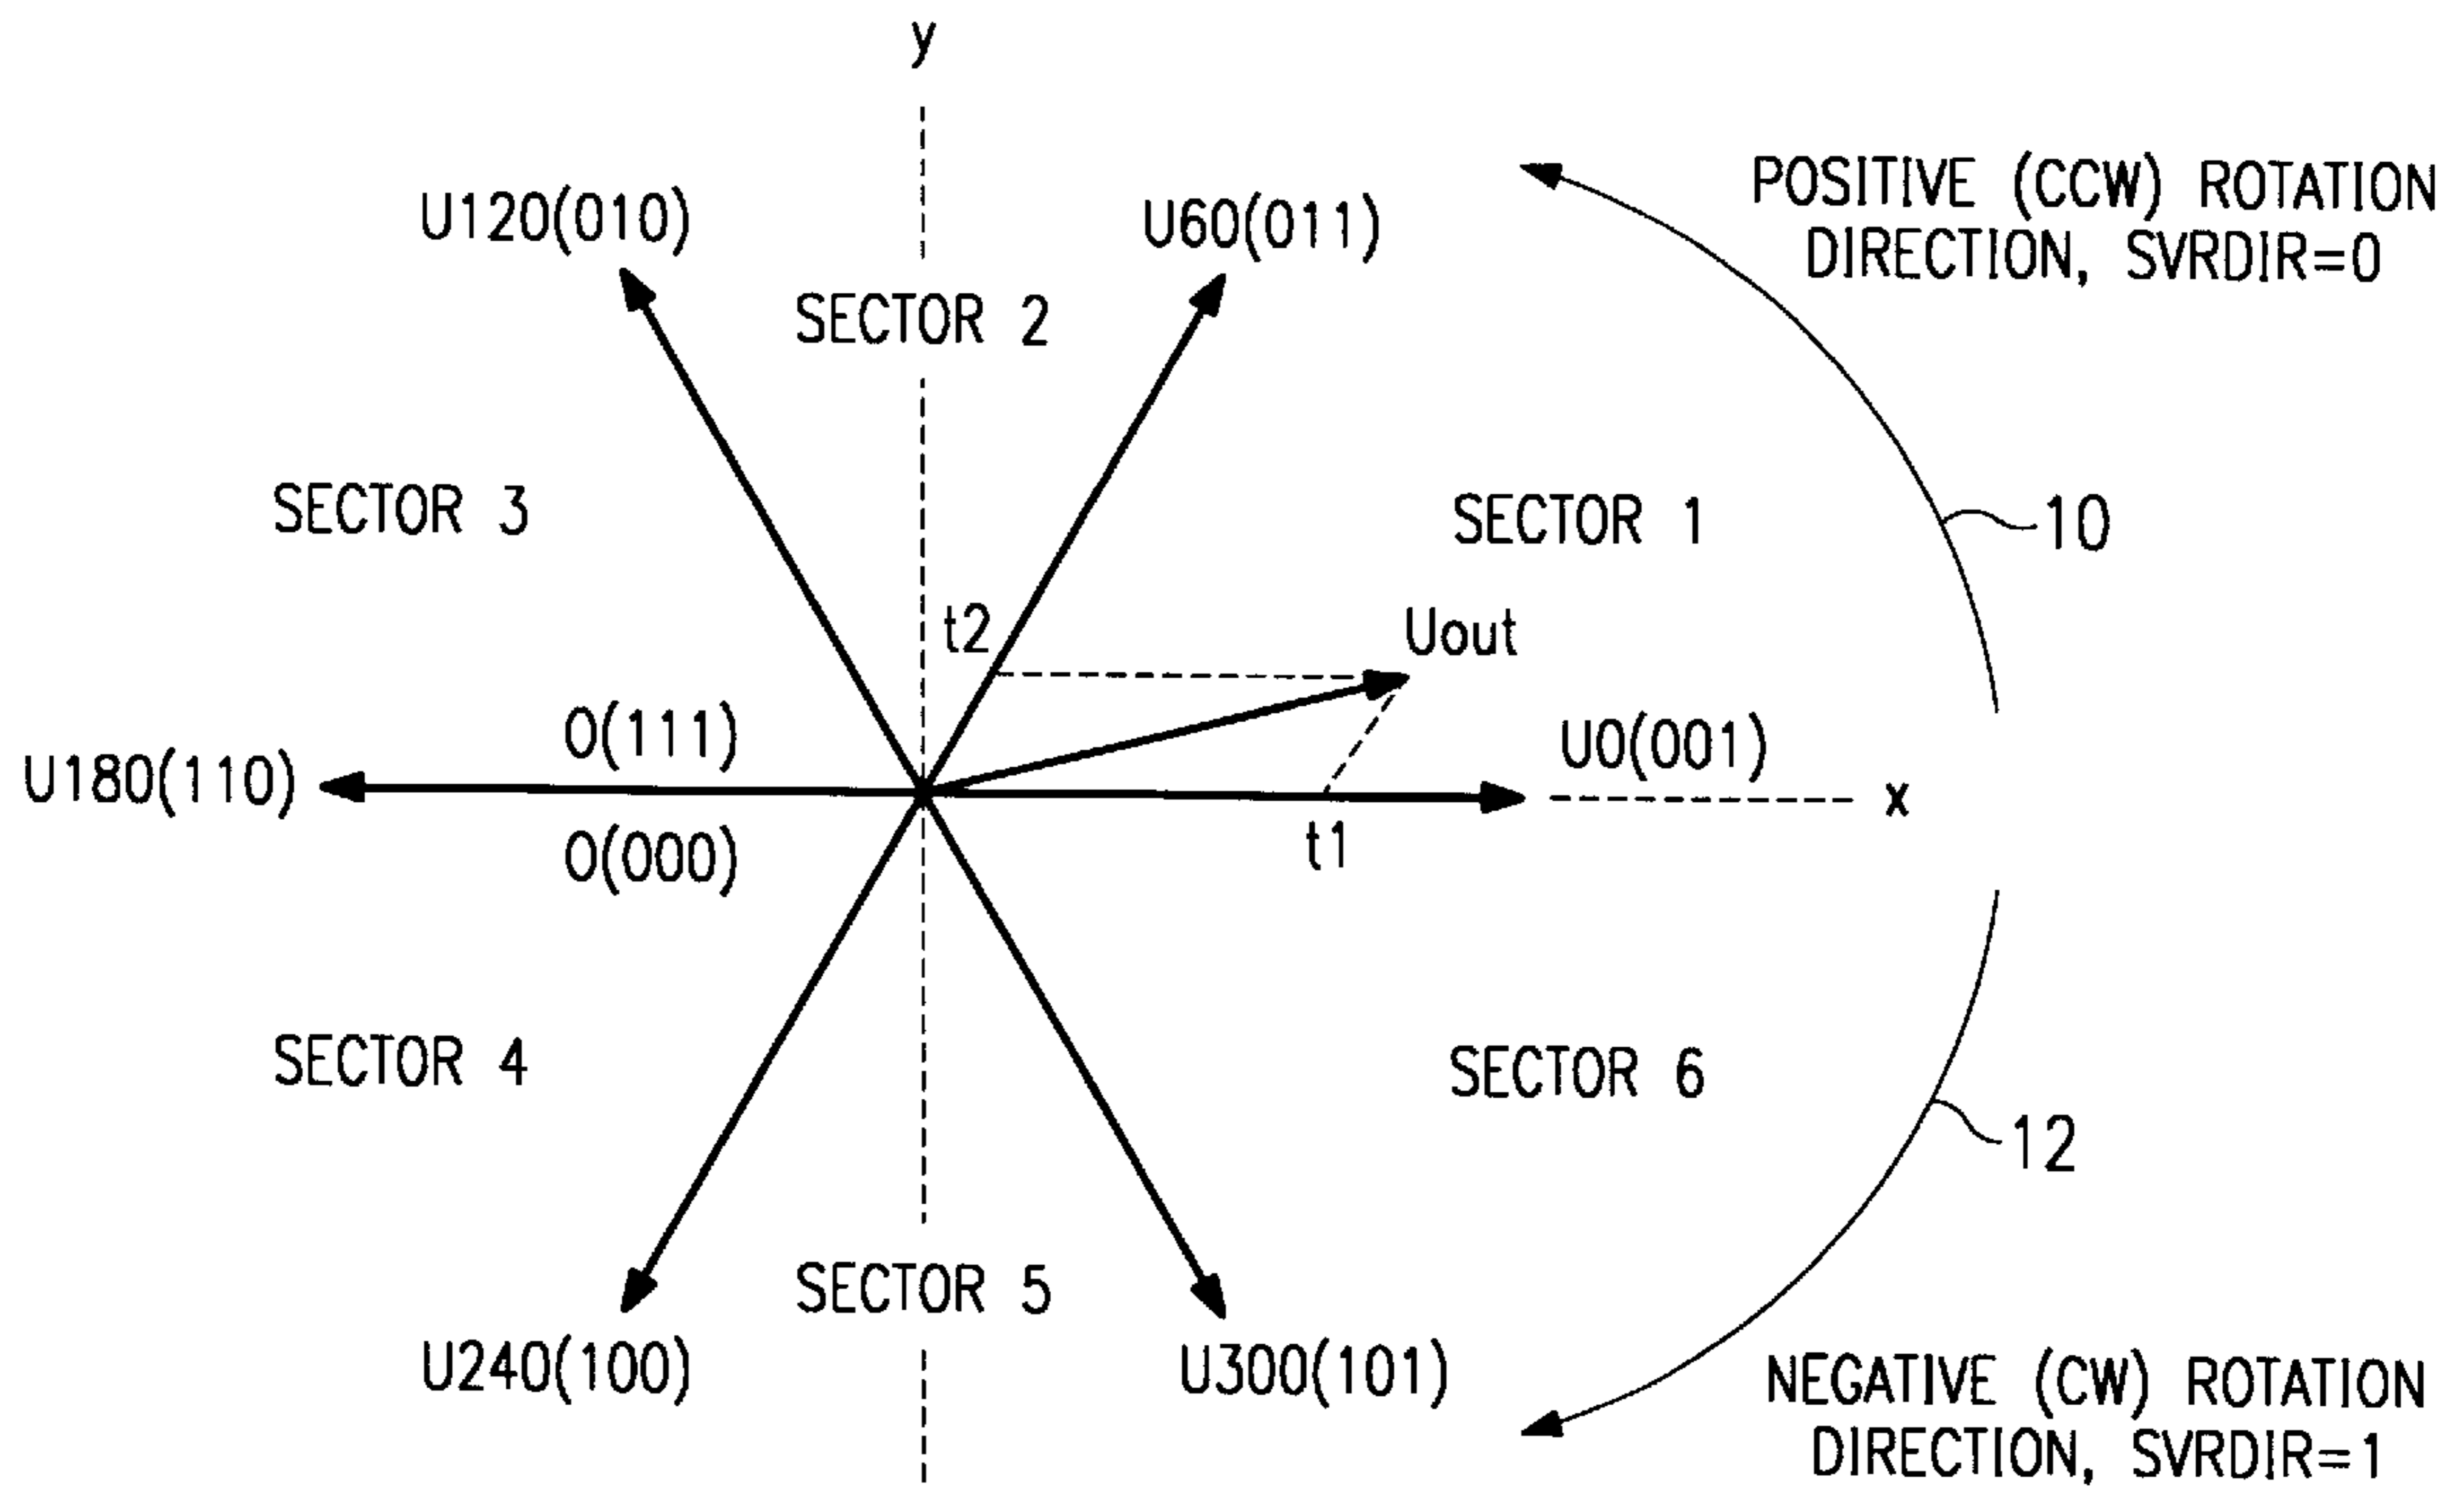 y
POSITIVE (CCW) ROTATION
DIRECTION, SVRDIR=0
U120(010)
U60(011)
SECTOR 2
SECTOR 3
SECTOR 1
10
t2
Uout
O(111)
U0(001)
U180(110)
x
O(000)
t1
SECTOR 4
SECTOR 6
12
SECTOR 5
U240(100)
U300(101)
NEGATIVE (CW) ROTATION
DIRECTION, SVRDIR=1